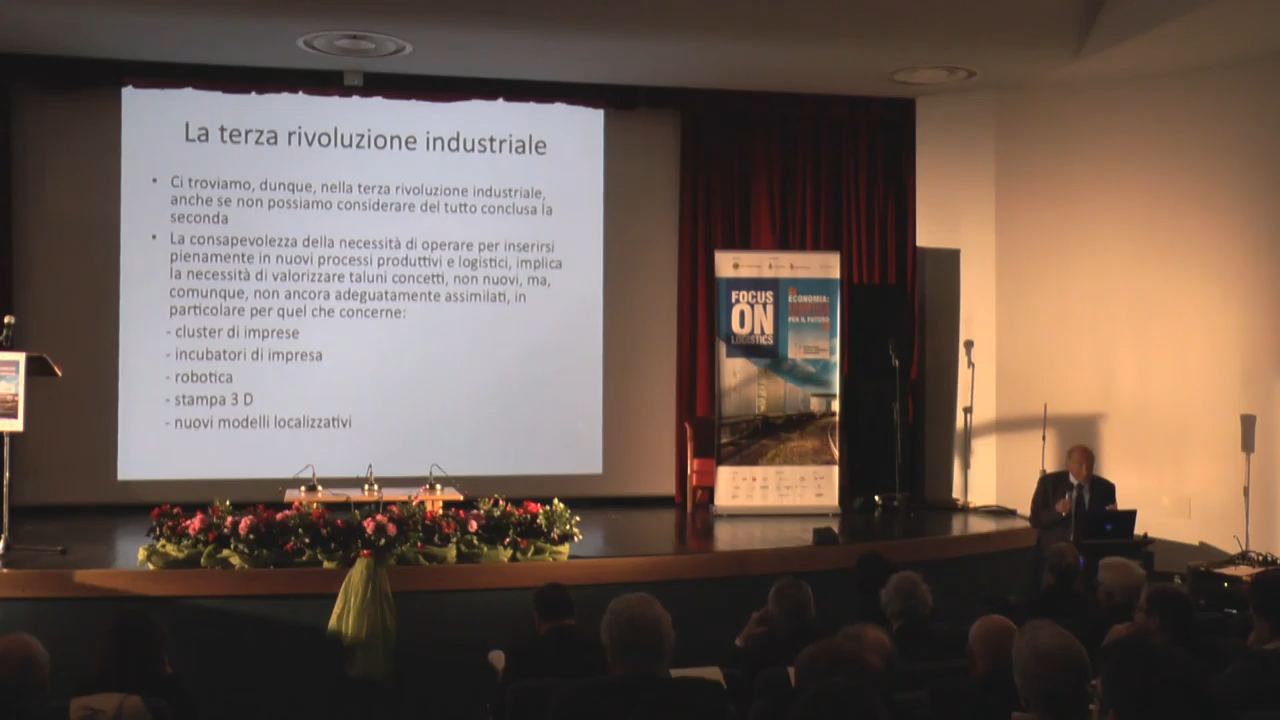 La terza rivoluzione industriale
• Ci troviamo, dunque, nella terza rivoluzione industriale,
anche se non possiamo considerare del tutto conclusa la
seconda
• La consapevolezza della necessità di operare per inserirsi
pienamente in nuovi processi produttivi e logistici, implica
la necessità di valorizzare taluni concetti, non nuovi, ma,
comunque, non ancora adeguatamente assimilati, in
particolare per quel che concerne:
- cluster di imprese
- incubatori di impresa
- robotica
- stampa 3 D
- nuovi modelli localizzativi
FOCUS
ON
LOGISTICS
ECONOMIA:
PER IL FUTURO